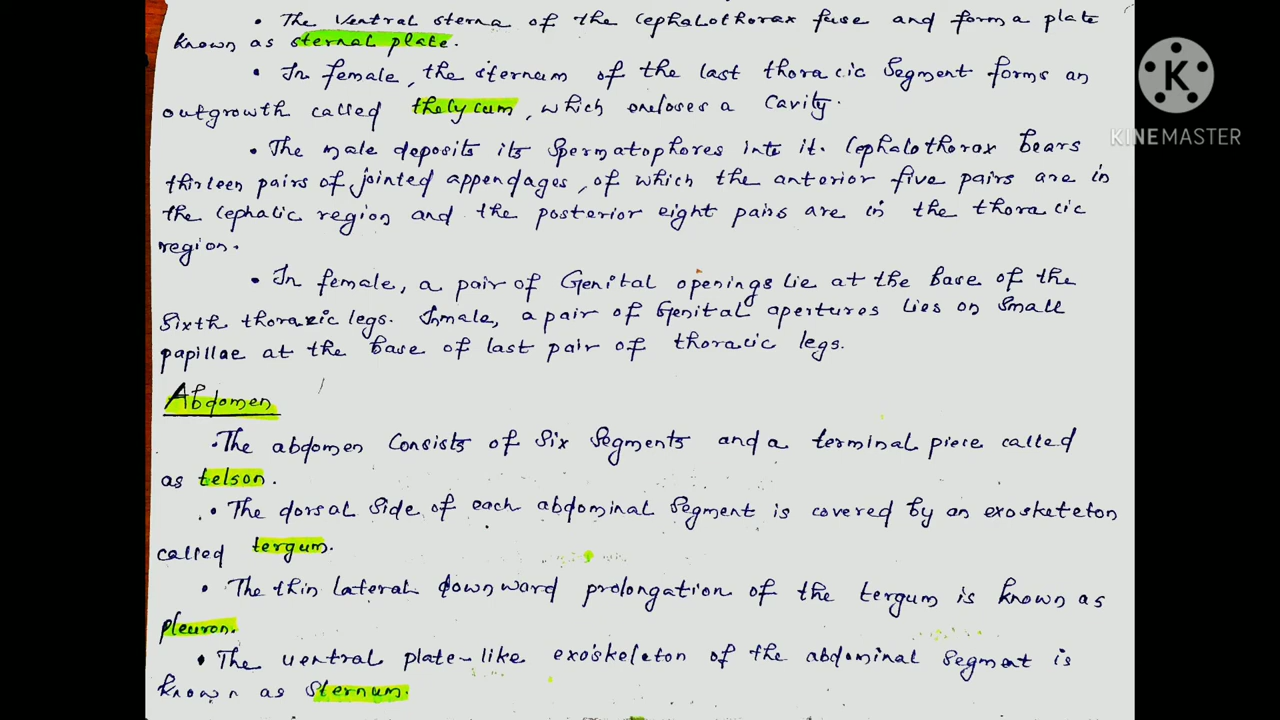 • The Ventral sterna of the Cephalothorax fuse and form a plate
known as sternal plate.
• In female, the sternum of the last thoracic Segment forms an
outgrowth called thelycum, which encloses a Cavity.
• The male deposits its Spermatophores into it. Cephalothorax bears
thirteen pairs of jointed appendages, of which the anterior five pairs are in
the Cephalic region and the posterior eight pairs are in the thoracic
region.
• In female, a pair of Genital openings lie at the base of the
Sixth thoracic legs. Inmale, a pair of Genital apertures lies on Small
papillae at the base of last pair of thoracic legs.
Abdomen
• The abdomen Consists of Six Segments and a terminal piece called
as telson.
• The dorsal side of each abdominal Segment is covered by an exosketeton
called tergum.
• The thin lateral downward prolongation of the tergum is known as
pleuron.
• The ventral plate-like exoskeleton of the abdominal Segment is
known as Sternum.
K
KINEMASTER